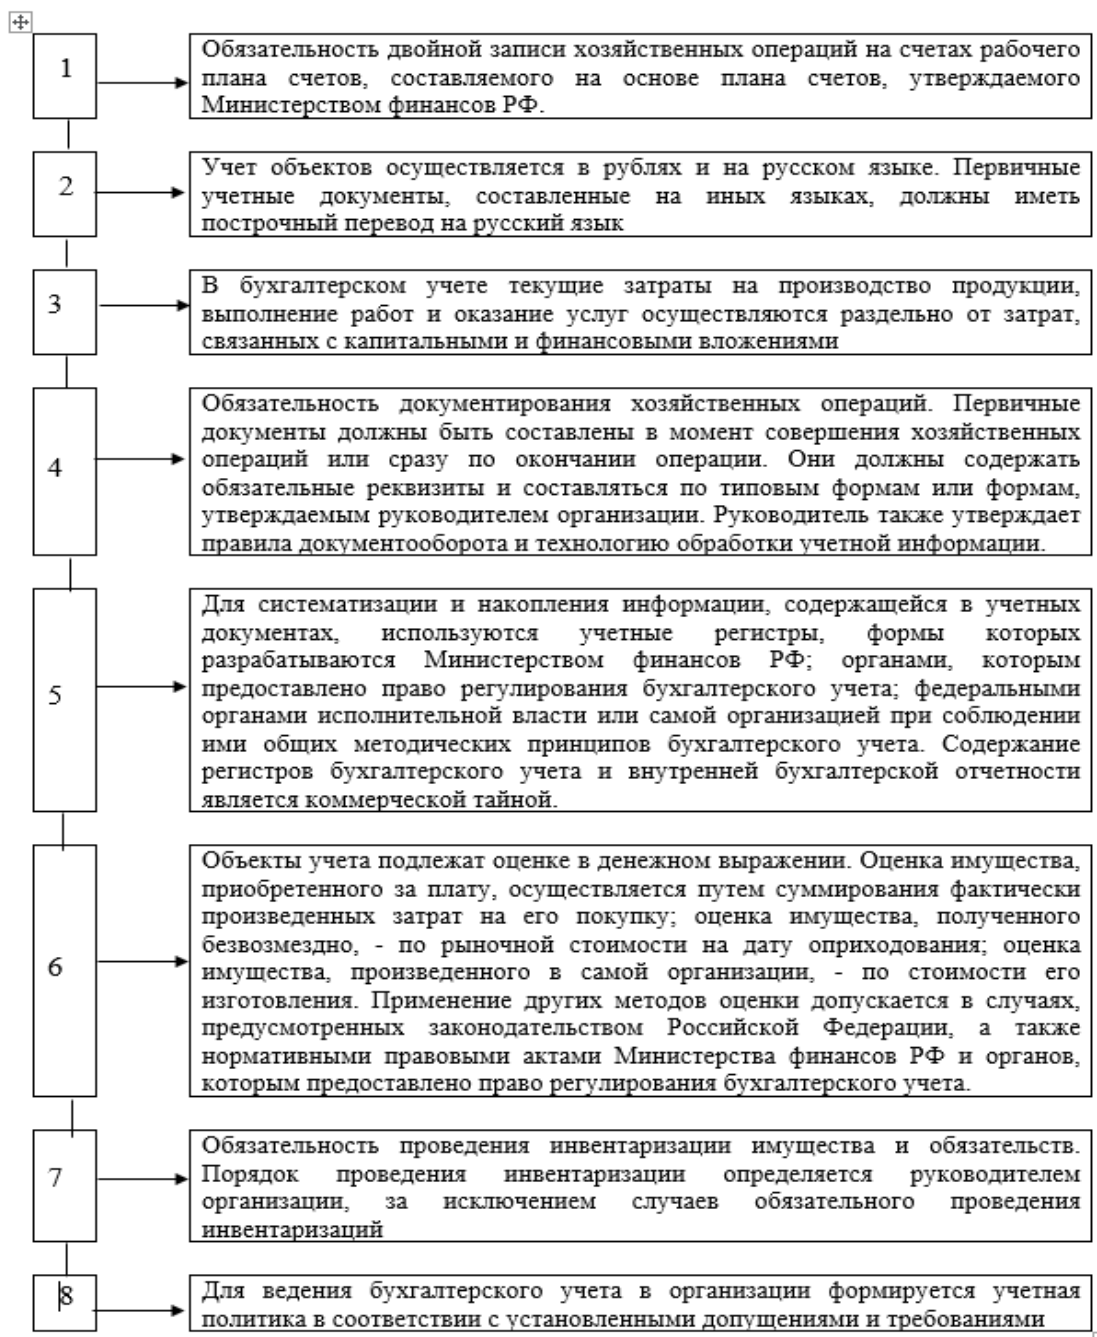 1
Обязательность двойной записи хозяйственных операций на счетах рабочего
плана счетов, составляемого на основе плана счетов, утверждаемого
Министерством финансов РФ.
2
Учет объектов осуществляется в рублях и на русском языке. Первичные
учетные документы, составленные на иных языках, должны иметь
построчный перевод на русский язык
3
В бухгалтерском учете текущие затраты на производство продукции,
выполнение работ и оказание услуг осуществляются раздельно от затрат,
связанных с капитальными и финансовыми вложениями
4
Обязательность документирования хозяйственных операций. Первичные
документы должны быть составлены в момент совершения хозяйственных
операций или сразу по окончании операции. Они должны содержать
обязательные реквизиты и составляться по типовым формам или формам,
утверждаемым руководителем организации. Руководитель также утверждает
правила документооборота и технологию обработки учетной информации.
5
Для систематизации и накопления информации, содержащейся в учетных
документах, используются учетные регистры, формы которых
разрабатываются Министерством финансов РФ; органами, которым
предоставлено право регулирования бухгалтерского учета; федеральными
органами исполнительной власти или самой организацией при соблюдении
ими общих методических принципов бухгалтерского учета. Содержание
регистров бухгалтерского учета и внутренней бухгалтерской отчетности
является коммерческой тайной.
6
Объекты учета подлежат оценке в денежном выражении. Оценка имущества,
приобретенного за плату, осуществляется путем суммирования фактически
произведенных затрат на его покупку; оценка имущества, полученного
безвозмездно, - по рыночной стоимости на дату оприходования; оценка
имущества, произведенного в самой организации, - по стоимости его
изготовления. Применение других методов оценки допускается в случаях,
предусмотренных законодательством Российской Федерации, а также
нормативными правовыми актами Министерства финансов РФ и органов,
которым предоставлено право регулирования бухгалтерского учета.
7
Обязательность проведения инвентаризации имущества и обязательств.
Порядок проведения инвентаризации определяется руководителем
организации, за исключением случаев обязательного проведения
инвентаризаций
8
Для ведения бухгалтерского учета в организации формируется учетная
политика в соответствии с установленными допущениями и требованиями